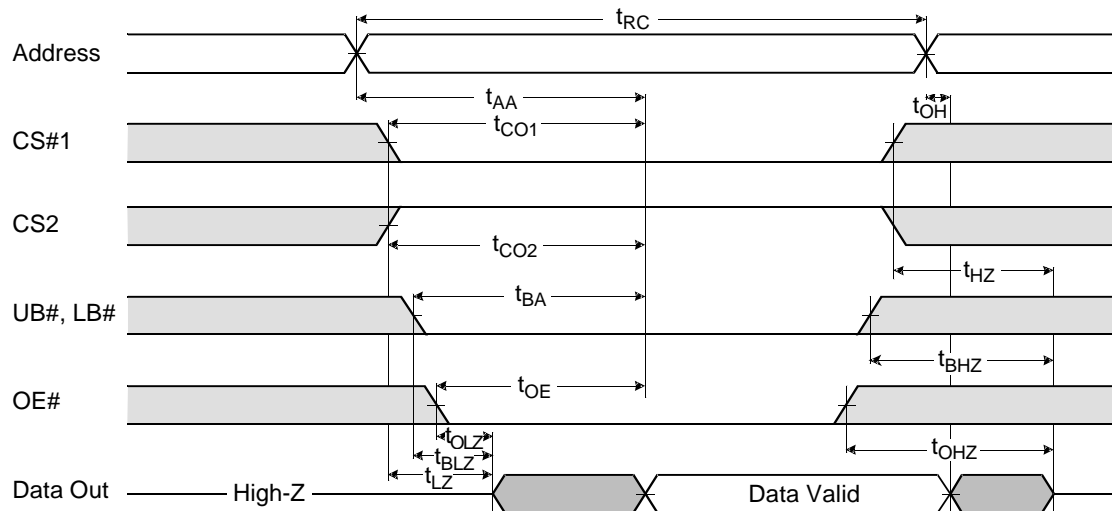 tRC
Address
tAA
tOH
tCO1
CS#1
CS2
tCO2
tHZ
tBA
UB#, LB#
tBHZ
tOE
OE#
tOLZ
tOHZ
tBLZ
tLZ
Data Out
High-Z
Data Valid